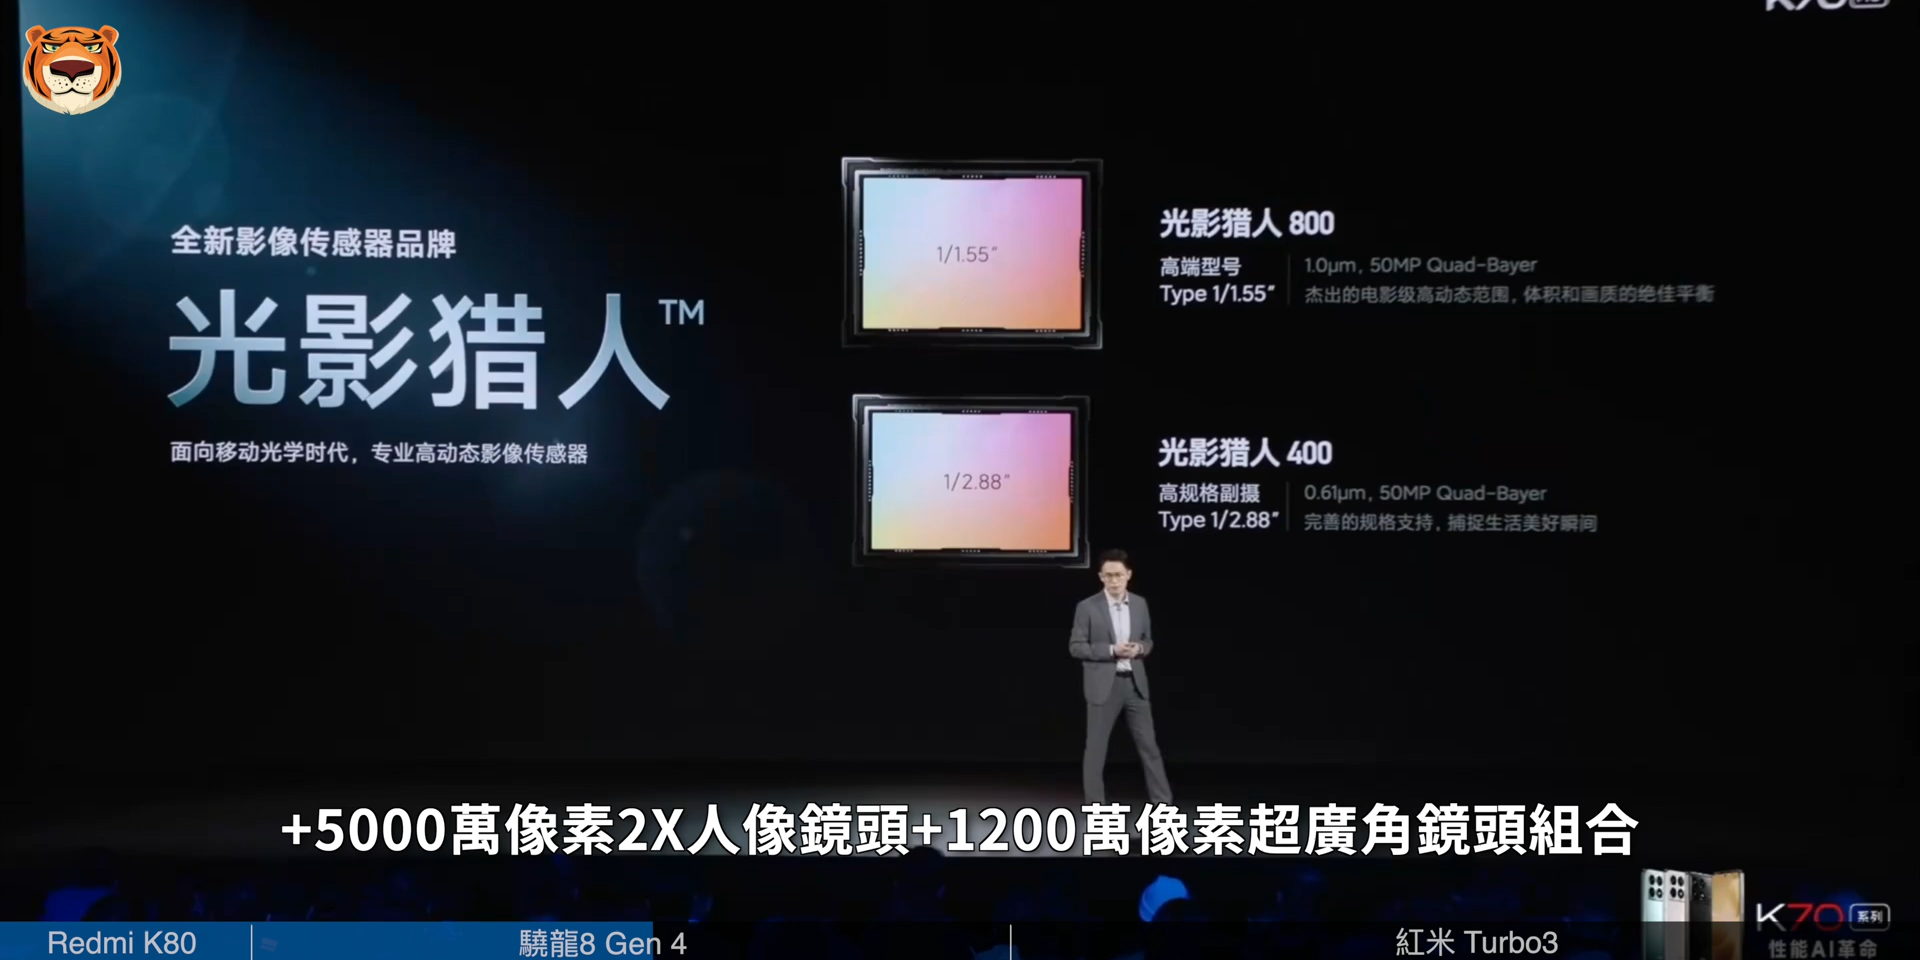 全新影像传感器品牌
光影猎人™
面向移动光学时代，专业高动态影像传感器
1/1.55"
光影猎人 800
高端型号
Type 1/1.55"
1.0μm, 50MP Quad-Bayer
杰出的电影级高动态范围，体积和画质的绝佳平衡
1/2.88"
光影猎人 400
高规格副摄
Type 1/2.88"
0.61μm, 50MP Quad-Bayer
完善的规格支持，捕捉生活美好瞬间
+5000萬像素2X人像鏡頭+1200萬像素超廣角鏡頭組合
K70 系列
性能AI革命
Redmi K80
驍龍8 Gen 4
紅米 Turbo3